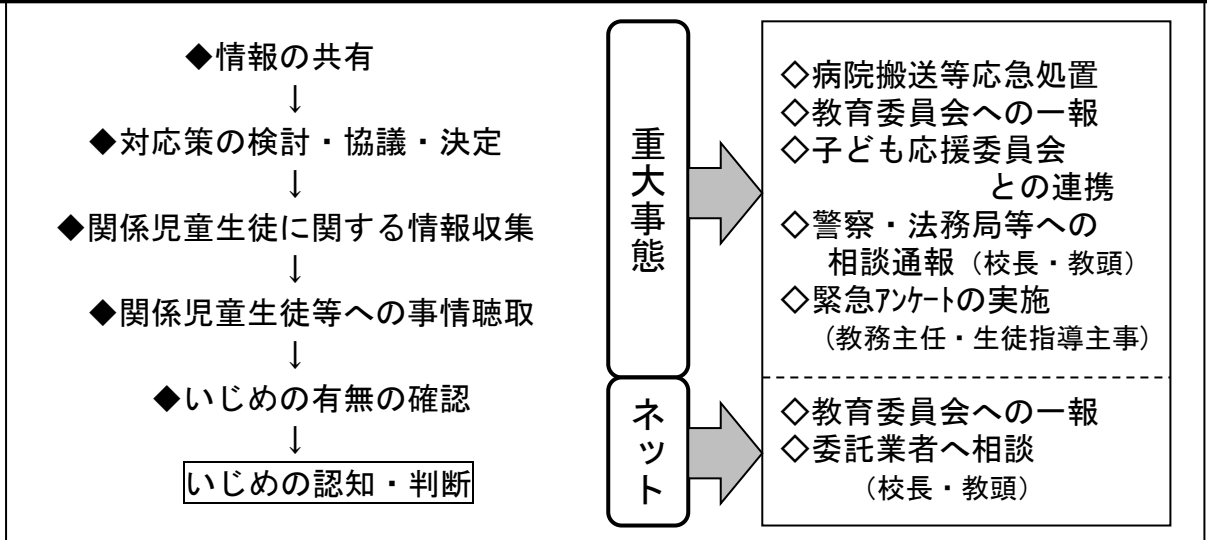 ◆情報の共有
↓
◆対応策の検討・協議・決定
↓
◆関係児童生徒に関する情報収集
↓
◆関係児童生徒等への事情聴取
↓
◆いじめの有無の確認
↓
いじめの認知・判断
重大事態
◇病院搬送等応急処置
◇教育委員会への一報
◇子ども応援委員会
との連携
◇警察・法務局等への
相談通報（校長・教頭）
◇緊急ｱﾝｹｰﾄの実施
（教務主任・生徒指導主事）
ネット
◇教育委員会への一報
◇委託業者へ相談
（校長・教頭）